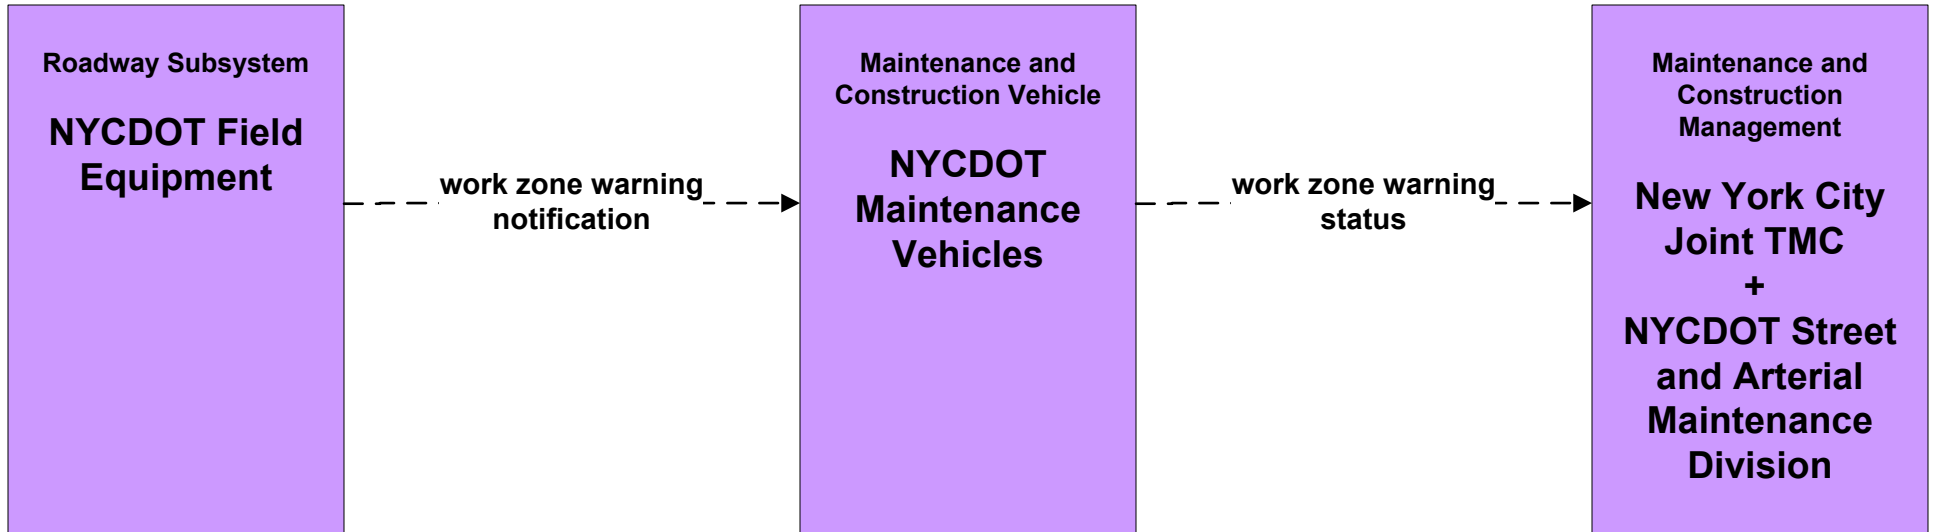 Roadway Subsystem
NYCDOT Field
Equipment
work zone warning
notification
Maintenance and
Construction Vehicle
NYCDOT
Maintenance
Vehicles
work zone warning
status
Maintenance and
Construction
Management
New York City
Joint TMC
+
NYCDOT Street
and Arterial
Maintenance
Division